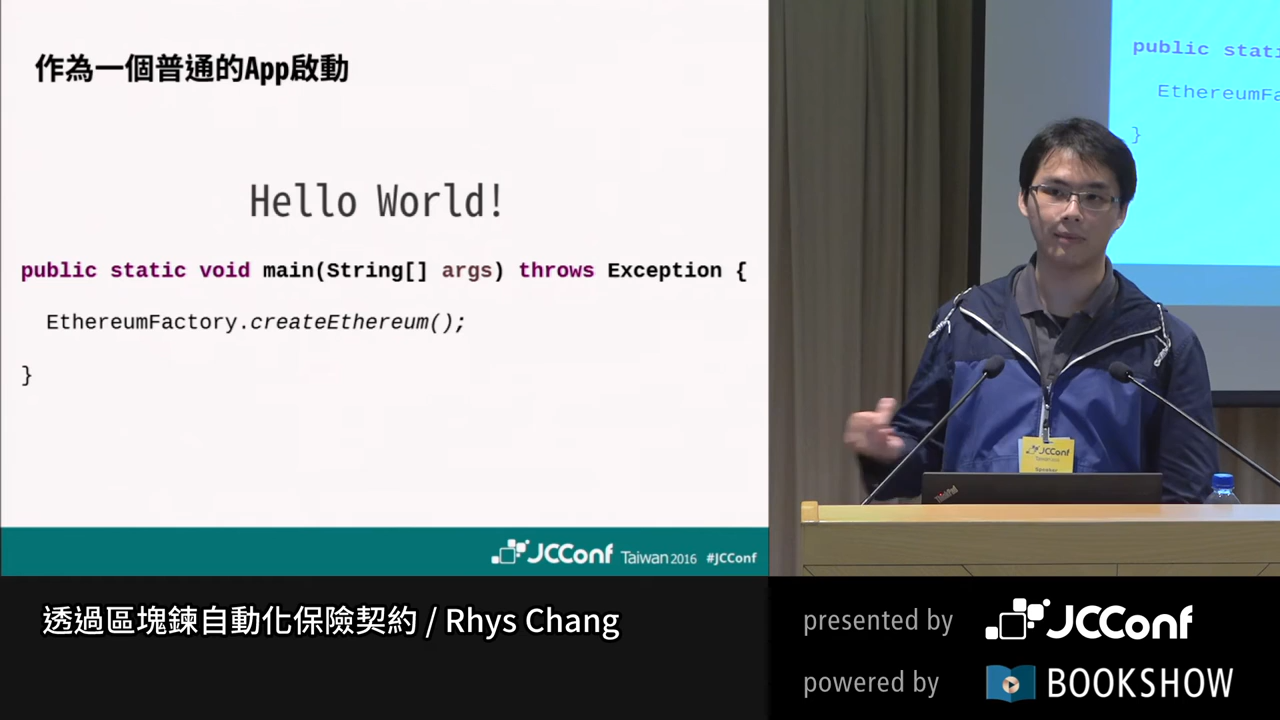 作為一個普通的App啟動
Hello World!
public static void main(String[] args) throws Exception {
EthereumFactory.createEthereum();
}
JCConf Taiwan 2016 #JCConf
public stati
EthereumFa
}
JCConf
Speaker
ThinkPad
透過區塊鍊自動化保險契約 / Rhys Chang
presented by JCConf
powered by BOOKSHOW